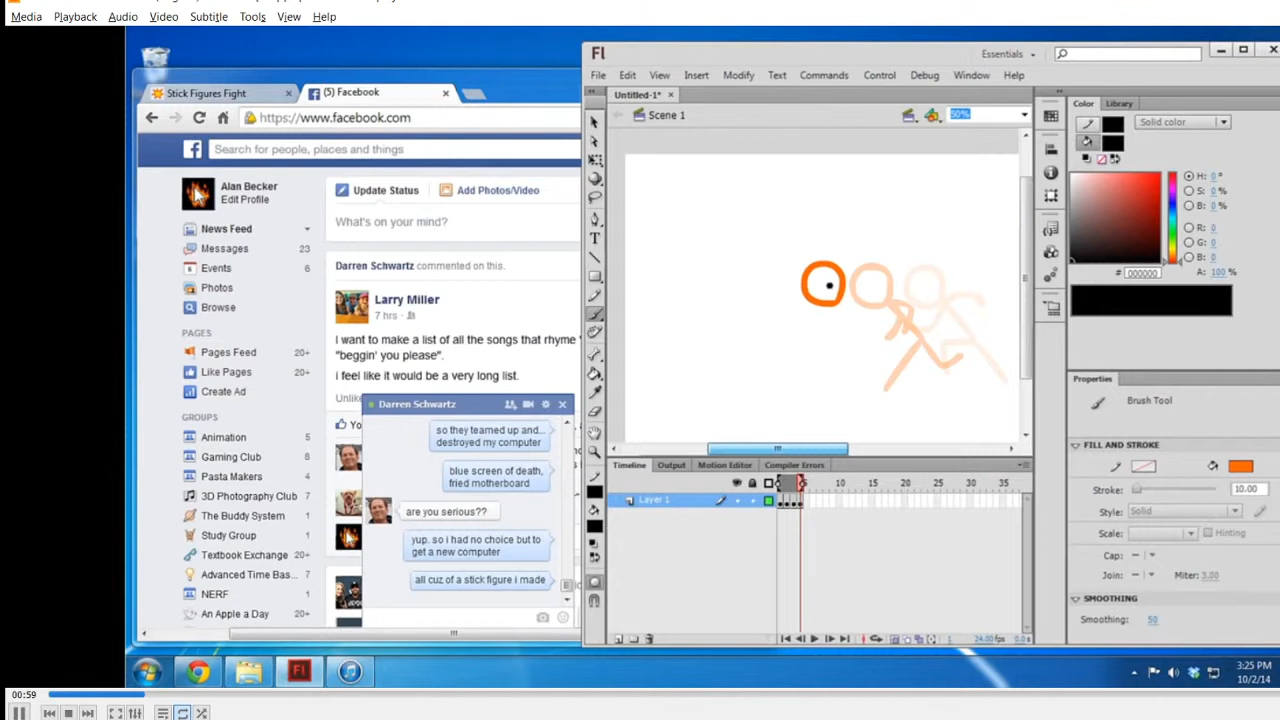 Media Playback Audio Video Subtitle Tools View Help
Stick Figures Fight
(5) Facebook
https://www.facebook.com
Search for people, places and things
Alan Becker
Edit Profile
News Feed
Messages 23
Events 6
Photos
Browse
PAGES
Pages Feed 20+
Like Pages 20+
Create Ad
GROUPS
Animation 5
Gaming Club 6
Pasta Makers 4
3D Photography Club 3
The Buddy System 4
Study Group 4
Textbook Exchange 20+
Advanced Time Bas... 7
NERF 1
An Apple a Day 20+
Update Status Add Photos/Video
What's on your mind?
Darren Schwartz commented on this.
Larry Miller
7 hrs
I want to make a list of all the songs that rhyme
"beggin' you please".
i feel like it would be a very long list.
Unlike
Yo
Darren Schwartz
so they teamed up and...
destroyed my computer
blue screen of death,
fried motherboard
are you serious??
yup. so i had no choice but to
get a new computer
all cuz of a stick figure i made
Fl
Essentials
File Edit View Insert Modify Text Commands Control Debug Window Help
Untitled-1*
Scene 1
50%
Color Library
Solid color
H: 0 °
S: 0 %
B: 0 %
R: 0
G: 0
B: 0
# 000000
A: 100 %
Properties
Brush Tool
FILL AND STROKE
Stroke: 10.00
Style: Solid
Scale: Hinting
Cap:
Join: Miter: 3.00
SMOOTHING
Smoothing: 50
Timeline Output Motion Editor Compiler Errors
5 10 15 20 25 30 35
Layer 1
1 24.00 fps 0.0 s
Fl
3:25 PM
10/2/14
00:59